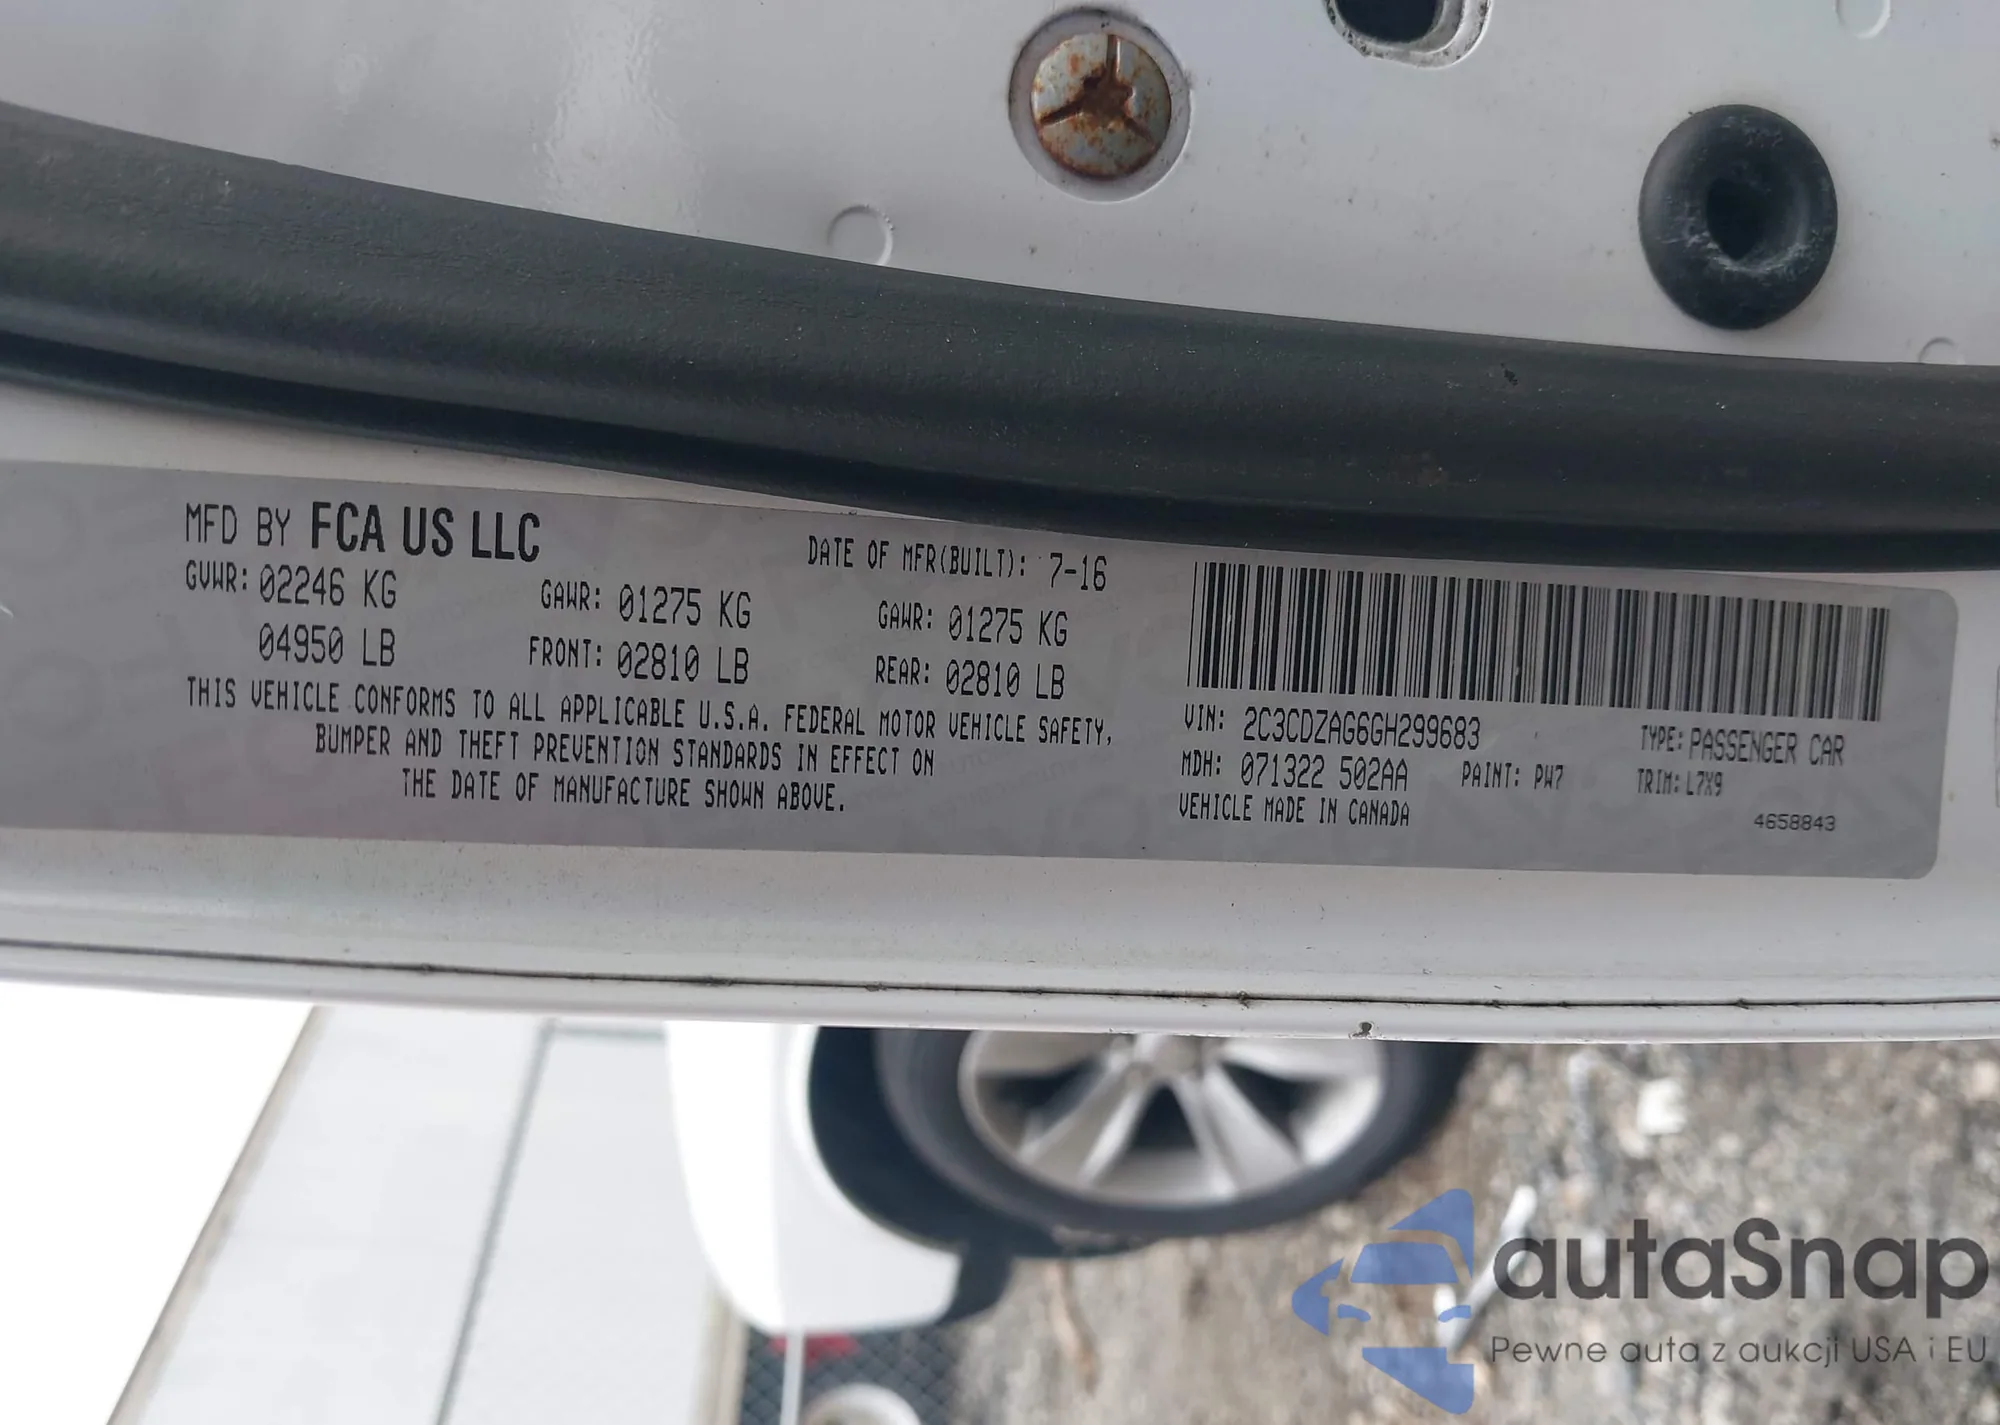 MFD BY FCA US LLC
DATE OF MFR(BUILT): 7-16
GVWR: 02246 KG
04950 LB
GAWR: 01275 KG
FRONT: 02810 LB
GAWR: 01275 KG
REAR: 02810 LB
THIS VEHICLE CONFORMS TO ALL APPLICABLE U.S.A. FEDERAL MOTOR VEHICLE SAFETY,
BUMPER AND THEFT PREVENTION STANDARDS IN EFFECT ON
THE DATE OF MANUFACTURE SHOWN ABOVE.
VIN: 2C3CDZAG6GH299683
TYPE: PASSENGER CAR
MDH: 071322 502AA
PAINT: PW7
TRIM: L7X9
VEHICLE MADE IN CANADA
4658843
autaSnap
Pewne auta z aukcji USA i EU